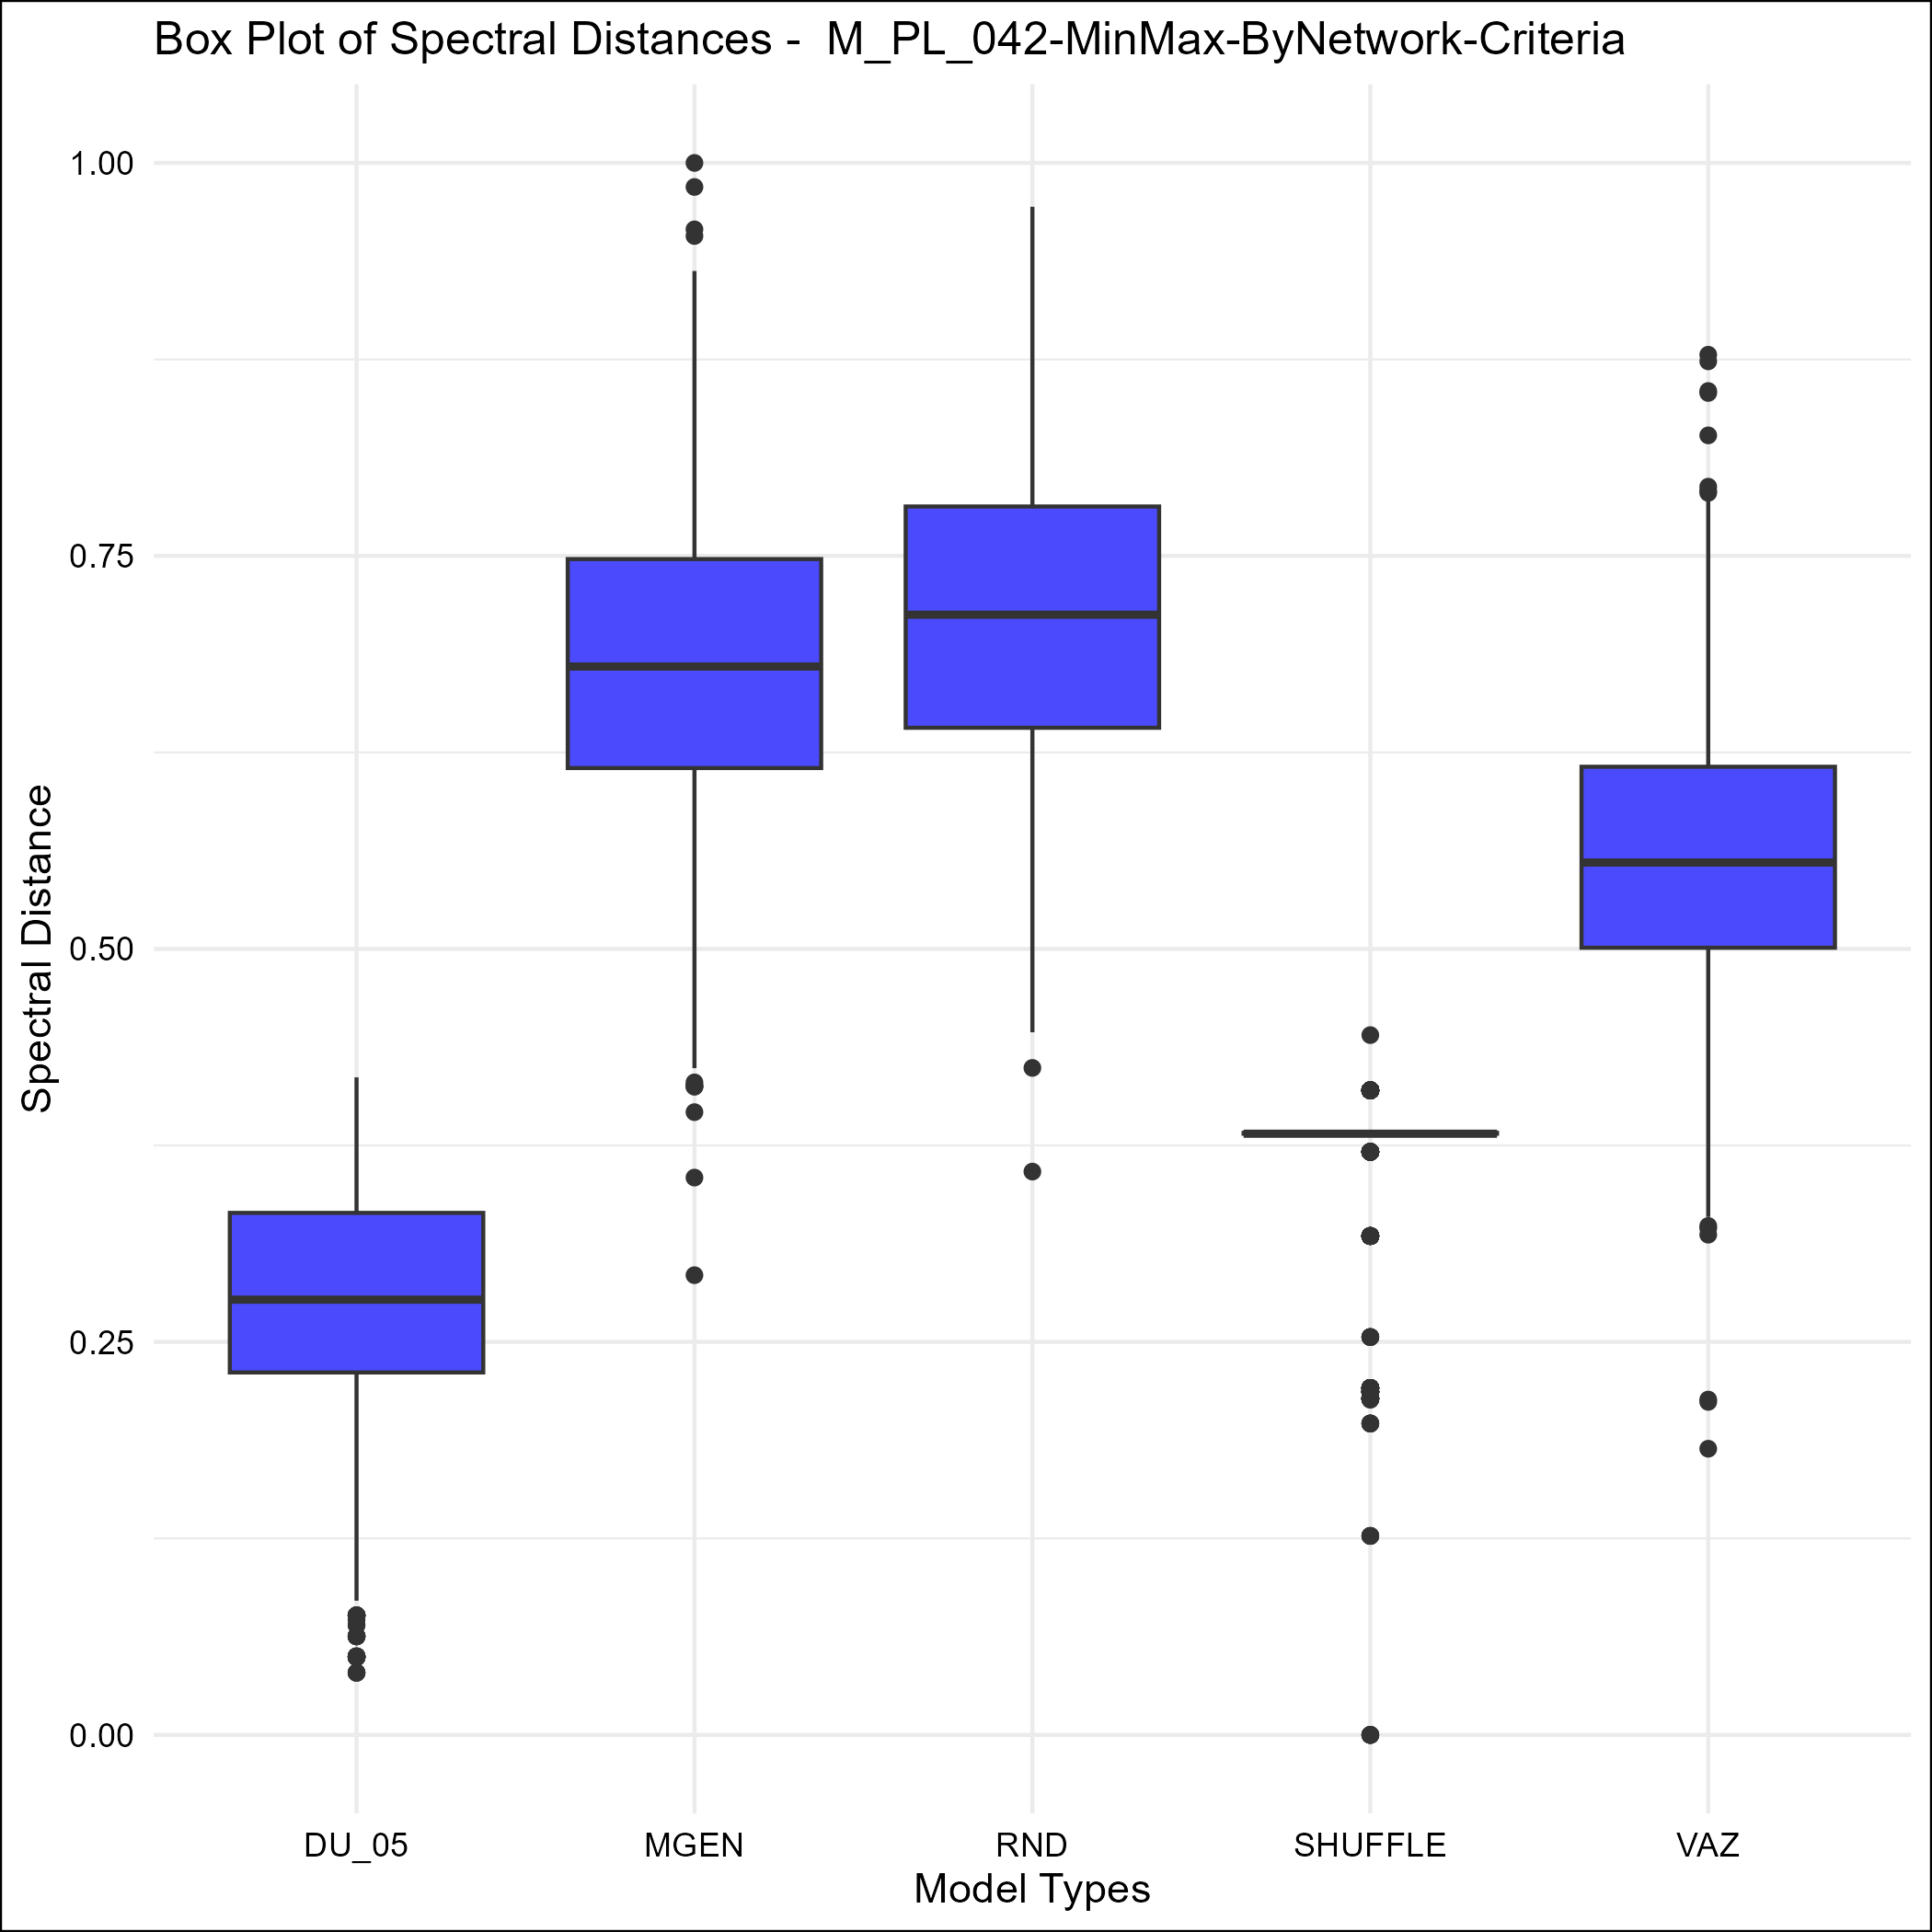 Box Plot of Spectral Distances -  M_PL_042-MinMax-ByNetwork-Criteria
Spectral Distance
1.00
0.75
0.50
0.25
0.00
DU_05 MGEN RND SHUFFLE VAZ
Model Types